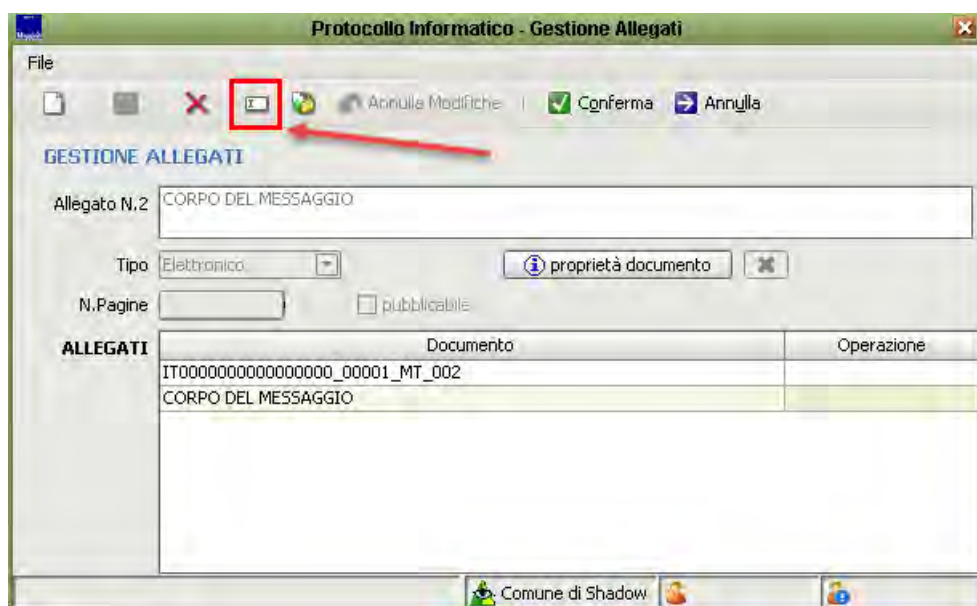 Protocollo Informatico - Gestione Allegati
File
Annulla Modifiche Conferma Annulla
GESTIONE ALLEGATI
Allegato N.2 CORPO DEL MESSAGGIO
Tipo Elettronico proprietà documento
N.Pagine pubblicabile
ALLEGATI Documento Operazione
IT0000000000000000_00001_MT_002
CORPO DEL MESSAGGIO
Comune di Shadow